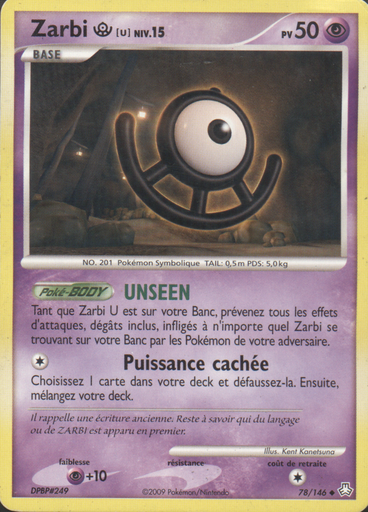 Zarbi [U] NIV.15 PV 50
BASE
NO. 201 Pokémon Symbolique TAIL: 0,5 m PDS: 5,0 kg
Poké-BODY UNSEEN
Tant que Zarbi U est sur votre Banc, prévenez tous les effets
d'attaques, dégâts inclus, infligés à n'importe quel Zarbi se
trouvant sur votre Banc par les Pokémon de votre adversaire.
Puissance cachée
Choisissez 1 carte dans votre deck et défaussez-la. Ensuite,
mélangez votre deck.
Il rappelle une écriture ancienne. Reste à savoir qui du langage
ou de ZARBI est apparu en premier.
Illus. Kent Kanetsuna
faiblesse résistance coût de retraite
+10
DPBP#249 ©2009 Pokémon/Nintendo 78/146